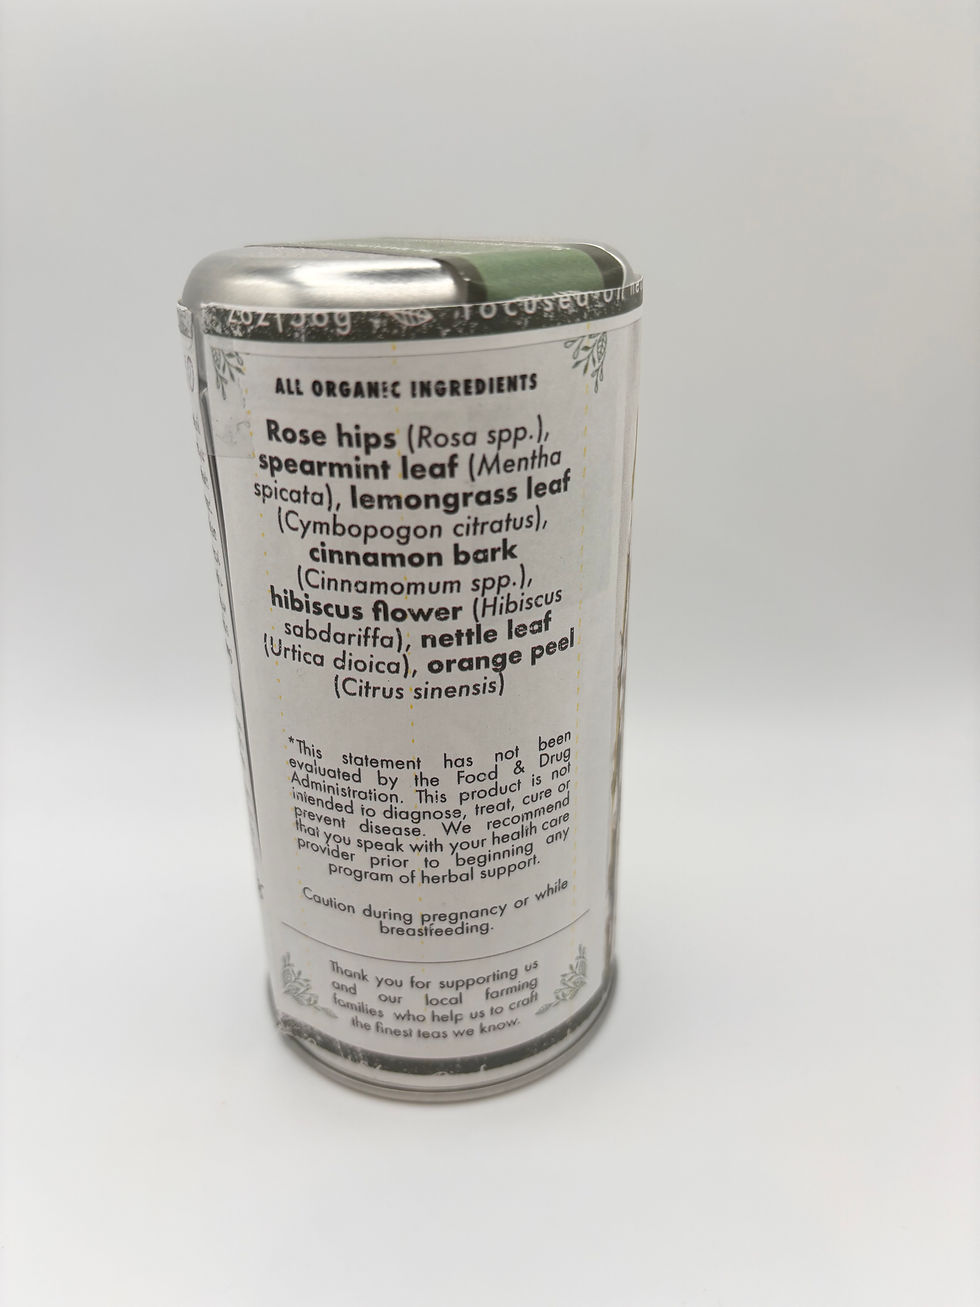 2oz|56g focused on
ALL ORGANIC INGREDIENTS
Rose hips (Rosa spp.),
spearmint leaf (Mentha
spicata), lemongrass leaf
(Cymbopogon citratus),
cinnamon bark
(Cinnamomum spp.),
hibiscus flower (Hibiscus
sabdariffa), nettle leaf
(Urtica dioica), orange peel
(Citrus sinensis)
*This statement has not been
evaluated by the Food & Drug
Administration. This product is not
intended to diagnose, treat, cure or
prevent disease. We recommend
that you speak with your health care
provider prior to beginning any
program of herbal support.
Caution during pregnancy or while
breastfeeding.
Thank you for supporting us
and our local farming
families who help us to craft
the finest teas we know.